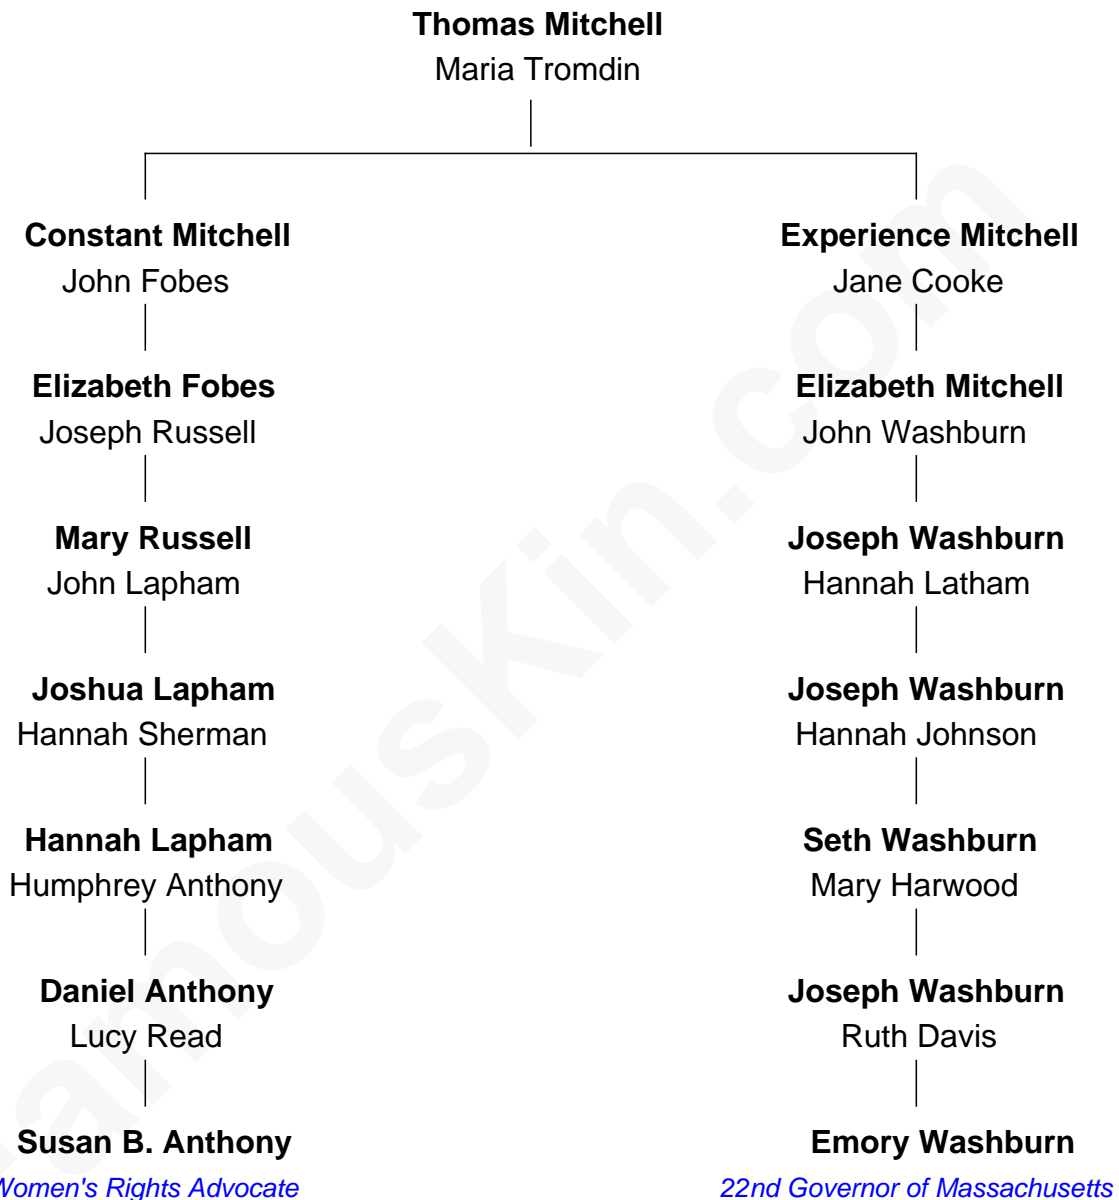 Thomas Mitchell
Maria Tromdin
Constant Mitchell
John Fobes
Experience Mitchell
Jane Cooke
Elizabeth Fobes
Joseph Russell
Elizabeth Mitchell
John Washburn
Mary Russell
John Lapham
Joseph Washburn
Hannah Latham
Joshua Lapham
Hannah Sherman
Joseph Washburn
Hannah Johnson
Hannah Lapham
Humphrey Anthony
Seth Washburn
Mary Harwood
Daniel Anthony
Lucy Read
Joseph Washburn
Ruth Davis
Susan B. Anthony
Women's Rights Advocate
Emory Washburn
22nd Governor of Massachusetts
FamousKin.com